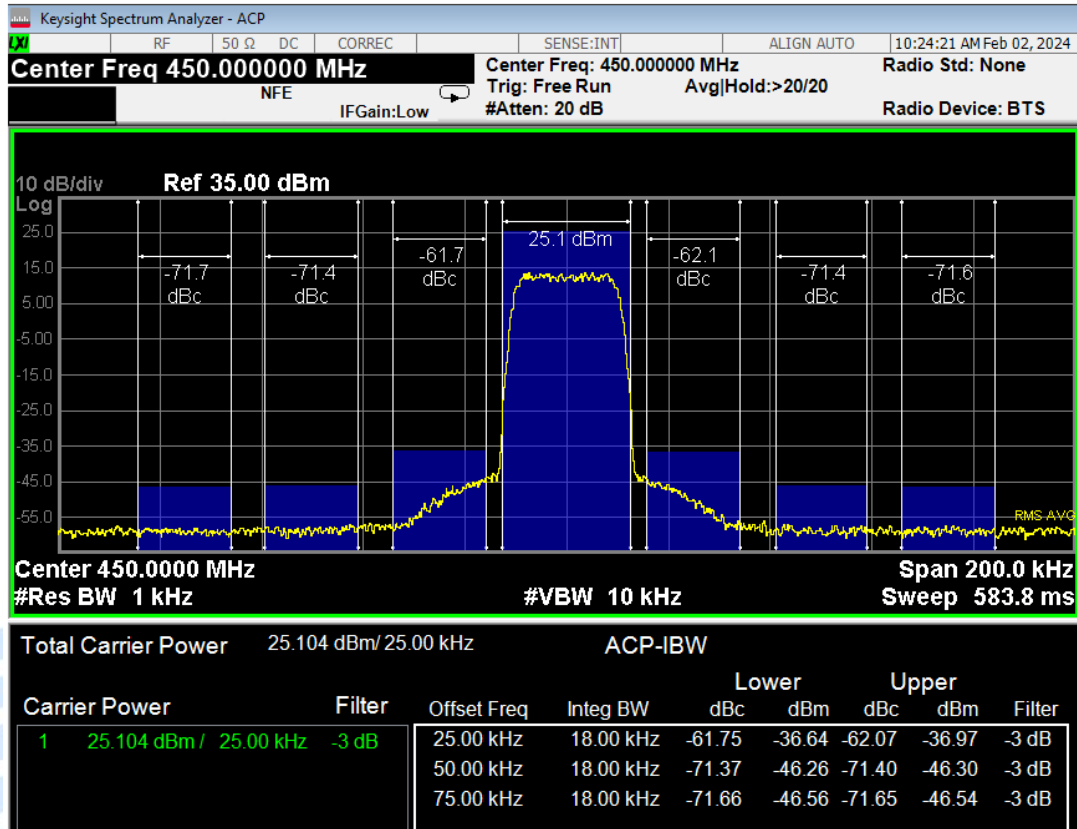 Keysight Spectrum Analyzer - ACP
LXI RF 50 Ω DC CORREC SENSE:INT ALIGN AUTO 10:24:21 AM Feb 02, 2024
Center Freq 450.000000 MHz
NFE
IFGain:Low
Center Freq: 450.000000 MHz
Trig: Free Run Avg|Hold:>20/20
#Atten: 20 dB
Radio Std: None
Radio Device: BTS
10 dB/div Ref 35.00 dBm
Log
25.0
15.0
5.00
-5.00
-15.0
-25.0
-35.0
-45.0
-55.0
-71.7 dBc
-71.4 dBc
-61.7 dBc
25.1 dBm
-62.1 dBc
-71.4 dBc
-71.6 dBc
RMS AVG
Center 450.0000 MHz Span 200.0 kHz
#Res BW 1 kHz #VBW 10 kHz Sweep 583.8 ms
Total Carrier Power 25.104 dBm/ 25.00 kHz ACP-IBW
Lower Upper
Carrier Power Filter Offset Freq Integ BW dBc dBm dBc dBm Filter
1 25.104 dBm / 25.00 kHz -3 dB 25.00 kHz 18.00 kHz -61.75 -36.64 -62.07 -36.97 -3 dB
50.00 kHz 18.00 kHz -71.37 -46.26 -71.40 -46.30 -3 dB
75.00 kHz 18.00 kHz -71.66 -46.56 -71.65 -46.54 -3 dB